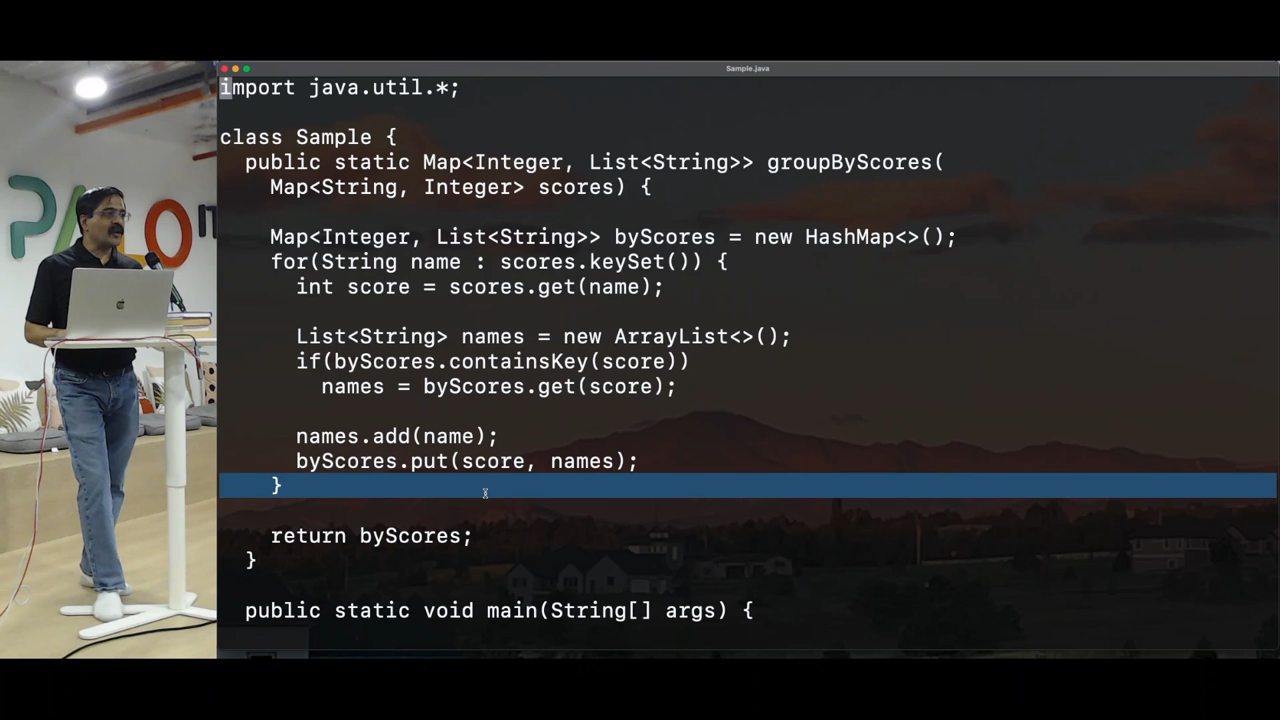 PALO IT
Sample.java
import java.util.*;
class Sample {
  public static Map<Integer, List<String>> groupByScores(
    Map<String, Integer> scores) {
    Map<Integer, List<String>> byScores = new HashMap<>();
    for(String name : scores.keySet()) {
      int score = scores.get(name);
      List<String> names = new ArrayList<>();
      if(byScores.containsKey(score))
        names = byScores.get(score);
      names.add(name);
      byScores.put(score, names);
    }
    return byScores;
  }
  public static void main(String[] args) {